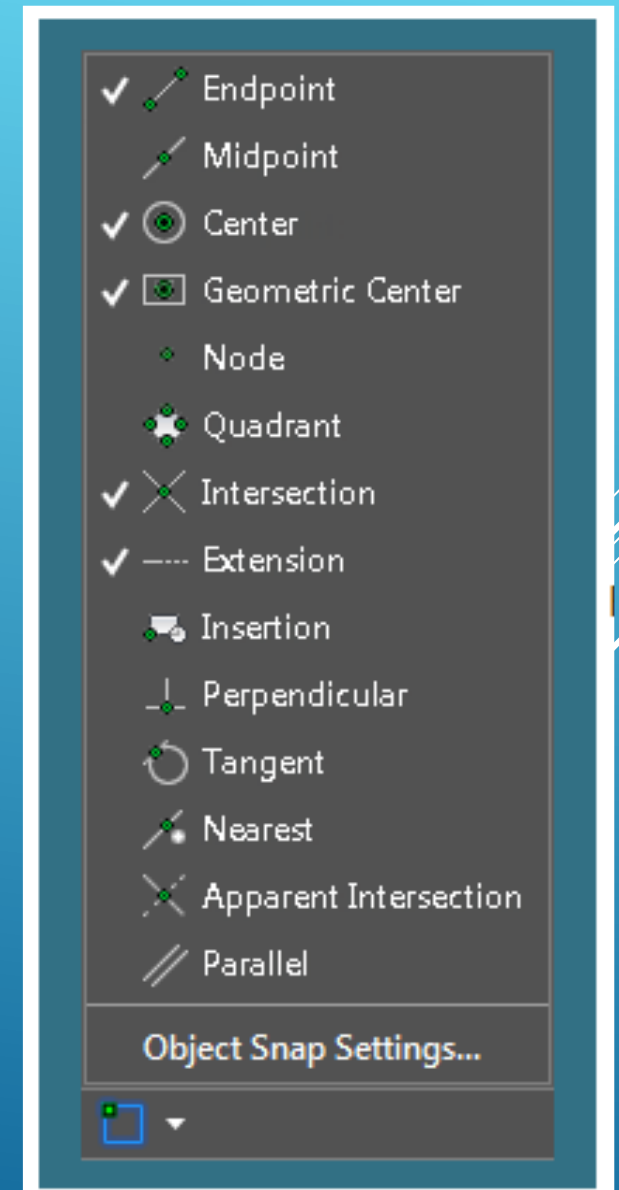 Endpoint
Midpoint
Center
Geometric Center
Node
Quadrant
Intersection
Extension
Insertion
Perpendicular
Tangent
Nearest
Apparent Intersection
Parallel
Object Snap Settings...